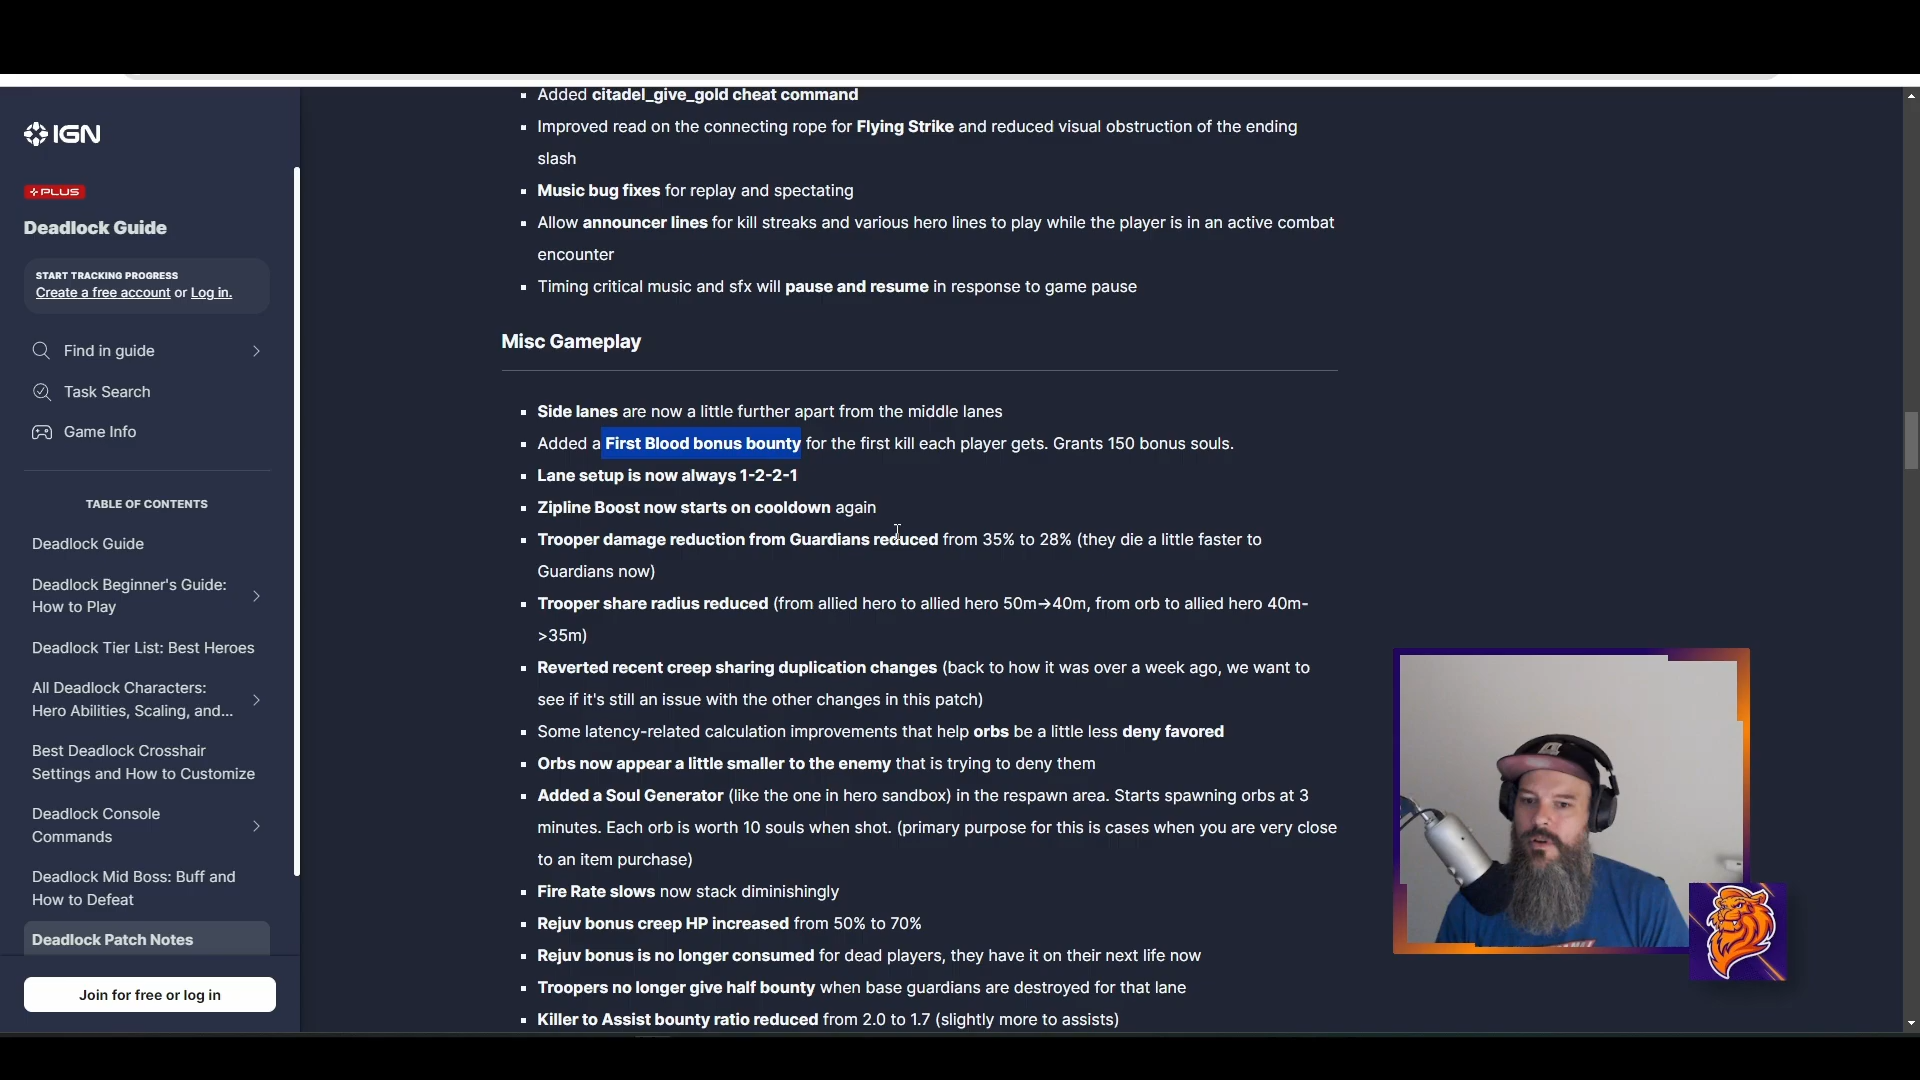 Added citadel_give_gold cheat command
Improved read on the connecting rope for Flying Strike and reduced visual obstruction of the ending
slash
Music bug fixes for replay and spectating
Allow announcer lines for kill streaks and various hero lines to play while the player is in an active combat
encounter
Timing critical music and sfx will pause and resume in response to game pause
Misc Gameplay
Side lanes are now a little further apart from the middle lanes
Added a First Blood bonus bounty for the first kill each player gets. Grants 150 bonus souls.
Lane setup is now always 1-2-2-1
Zipline Boost now starts on cooldown again
Trooper damage reduction from Guardians reduced from 35% to 28% (they die a little faster to
Guardians now)
Trooper share radius reduced (from allied hero to allied hero 50m→40m, from orb to allied hero 40m-
>35m)
Reverted recent creep sharing duplication changes (back to how it was over a week ago, we want to
see if it's still an issue with the other changes in this patch)
Some latency-related calculation improvements that help orbs be a little less deny favored
Orbs now appear a little smaller to the enemy that is trying to deny them
Added a Soul Generator (like the one in hero sandbox) in the respawn area. Starts spawning orbs at 3
minutes. Each orb is worth 10 souls when shot. (primary purpose for this is cases when you are very close
to an item purchase)
Fire Rate slows now stack diminishingly
Rejuv bonus creep HP increased from 50% to 70%
Rejuv bonus is no longer consumed for dead players, they have it on their next life now
Troopers no longer give half bounty when base guardians are destroyed for that lane
Killer to Assist bounty ratio reduced from 2.0 to 1.7 (slightly more to assists)
IGN
+PLUS
Deadlock Guide
START TRACKING PROGRESS
Create a free account or Log in.
Find in guide
Task Search
Game Info
TABLE OF CONTENTS
Deadlock Guide
Deadlock Beginner's Guide:
How to Play
Deadlock Tier List: Best Heroes
All Deadlock Characters:
Hero Abilities, Scaling, and...
Best Deadlock Crosshair
Settings and How to Customize
Deadlock Console
Commands
Deadlock Mid Boss: Buff and
How to Defeat
Deadlock Patch Notes
Join for free or log in